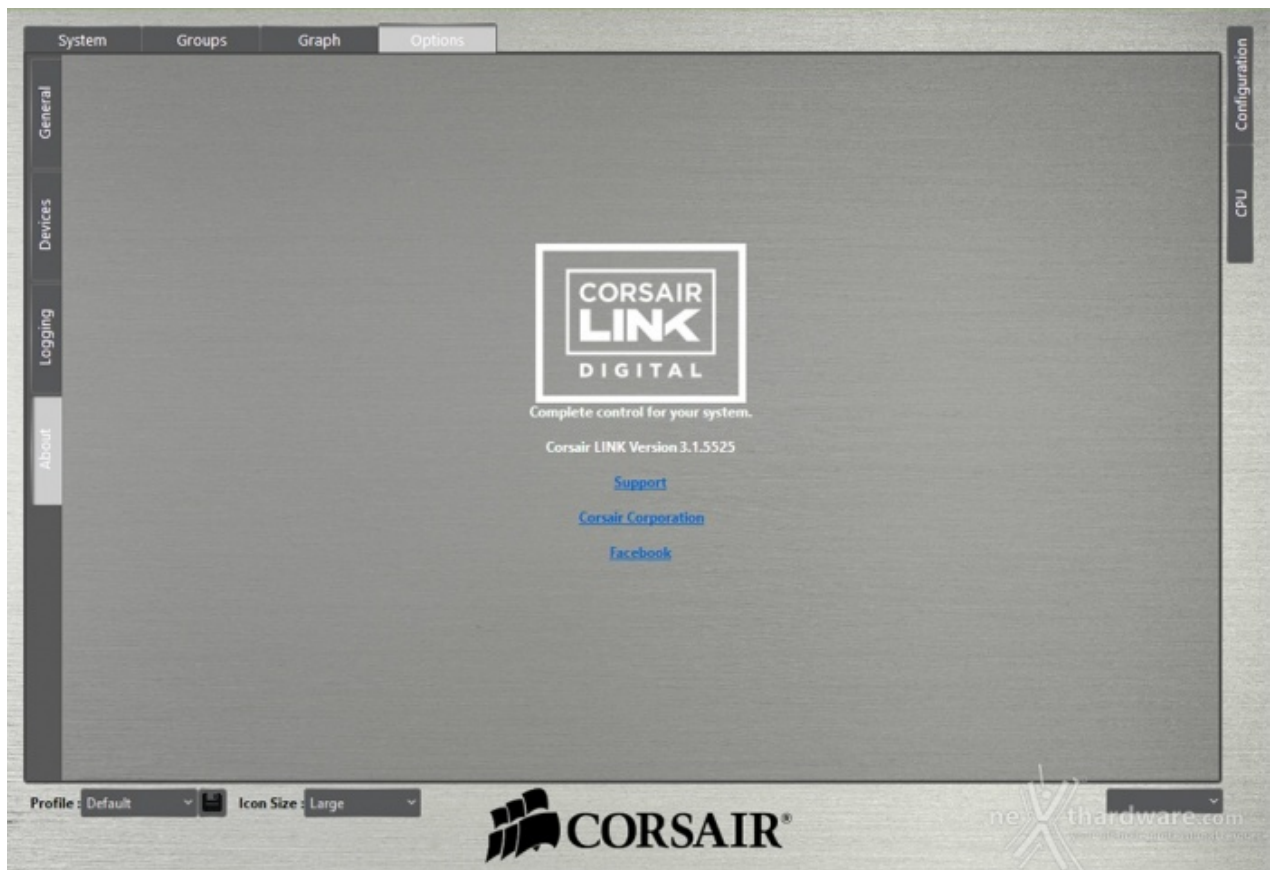 System Groups Graph Options
General
Devices
Logging
About
Configuration
CPU
CORSAIR
LINK
DIGITAL
Complete control for your system.
Corsair LINK Version 3.1.5525
Support
Corsair Corporation
Facebook
Profile : Default Icon Size : Large
CORSAIR®
nexthardware.com